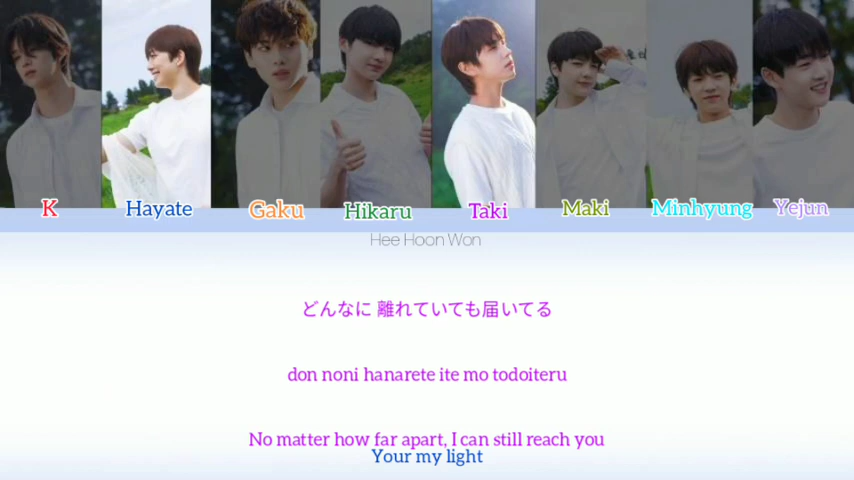 K
Hayate
Gaku
Hikaru
Taki
Maki
Minhyung
Yejun
Hee Hoon Won
どんなに 離れていても届いてる
don noni hanarete ite mo todoiteru
No matter how far apart, I can still reach you
Your my light